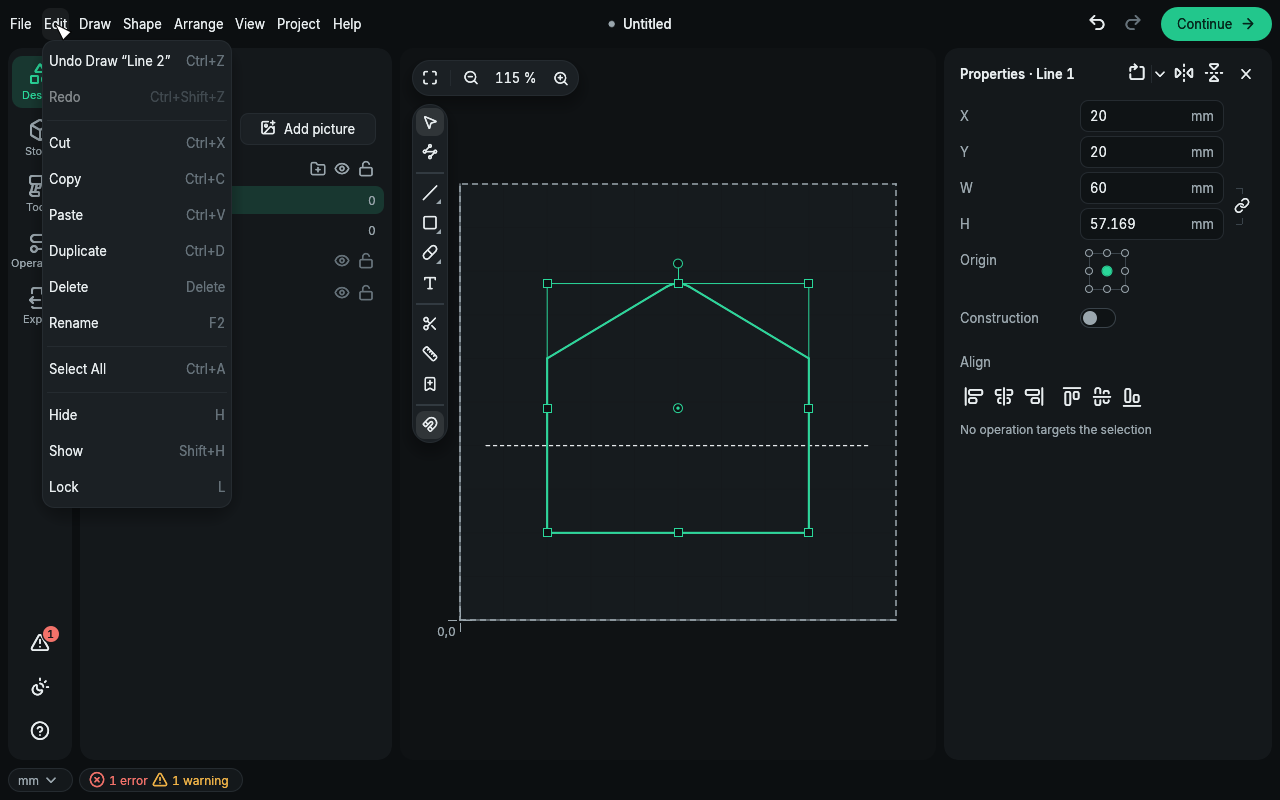 File Edit Draw Shape Arrange View Project Help
Untitled
Continue
Undo Draw “Line 2” Ctrl+Z
Redo Ctrl+Shift+Z
Cut Ctrl+X
Copy Ctrl+C
Paste Ctrl+V
Duplicate Ctrl+D
Delete Delete
Rename F2
Select All Ctrl+A
Hide H
Show Shift+H
Lock L
Add picture
0
0
1
115 %
0,0
Properties · Line 1
X 20 mm
Y 20 mm
W 60 mm
H 57.169 mm
Origin
Construction
Align
No operation targets the selection
mm
1 error 1 warning